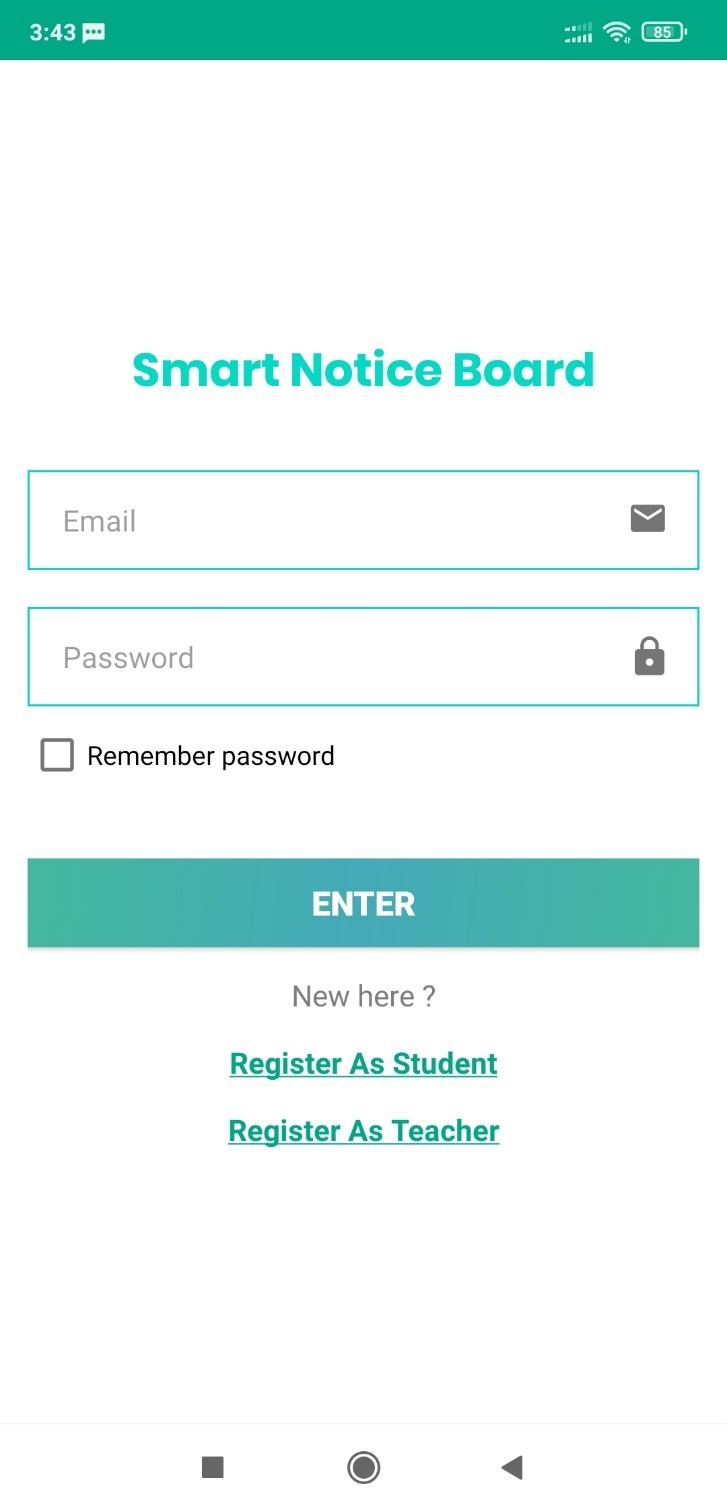 3:43
85
Smart Notice Board
Email
Password
Remember password
ENTER
New here ?
Register As Student
Register As Teacher